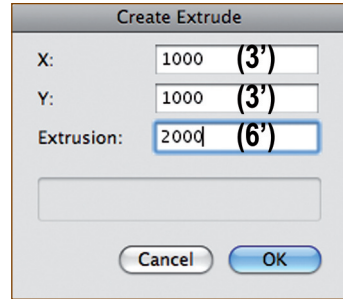 Create Extrude
X: 1000 (3')
Y: 1000 (3')
Extrusion: 2000 (6')
Cancel OK